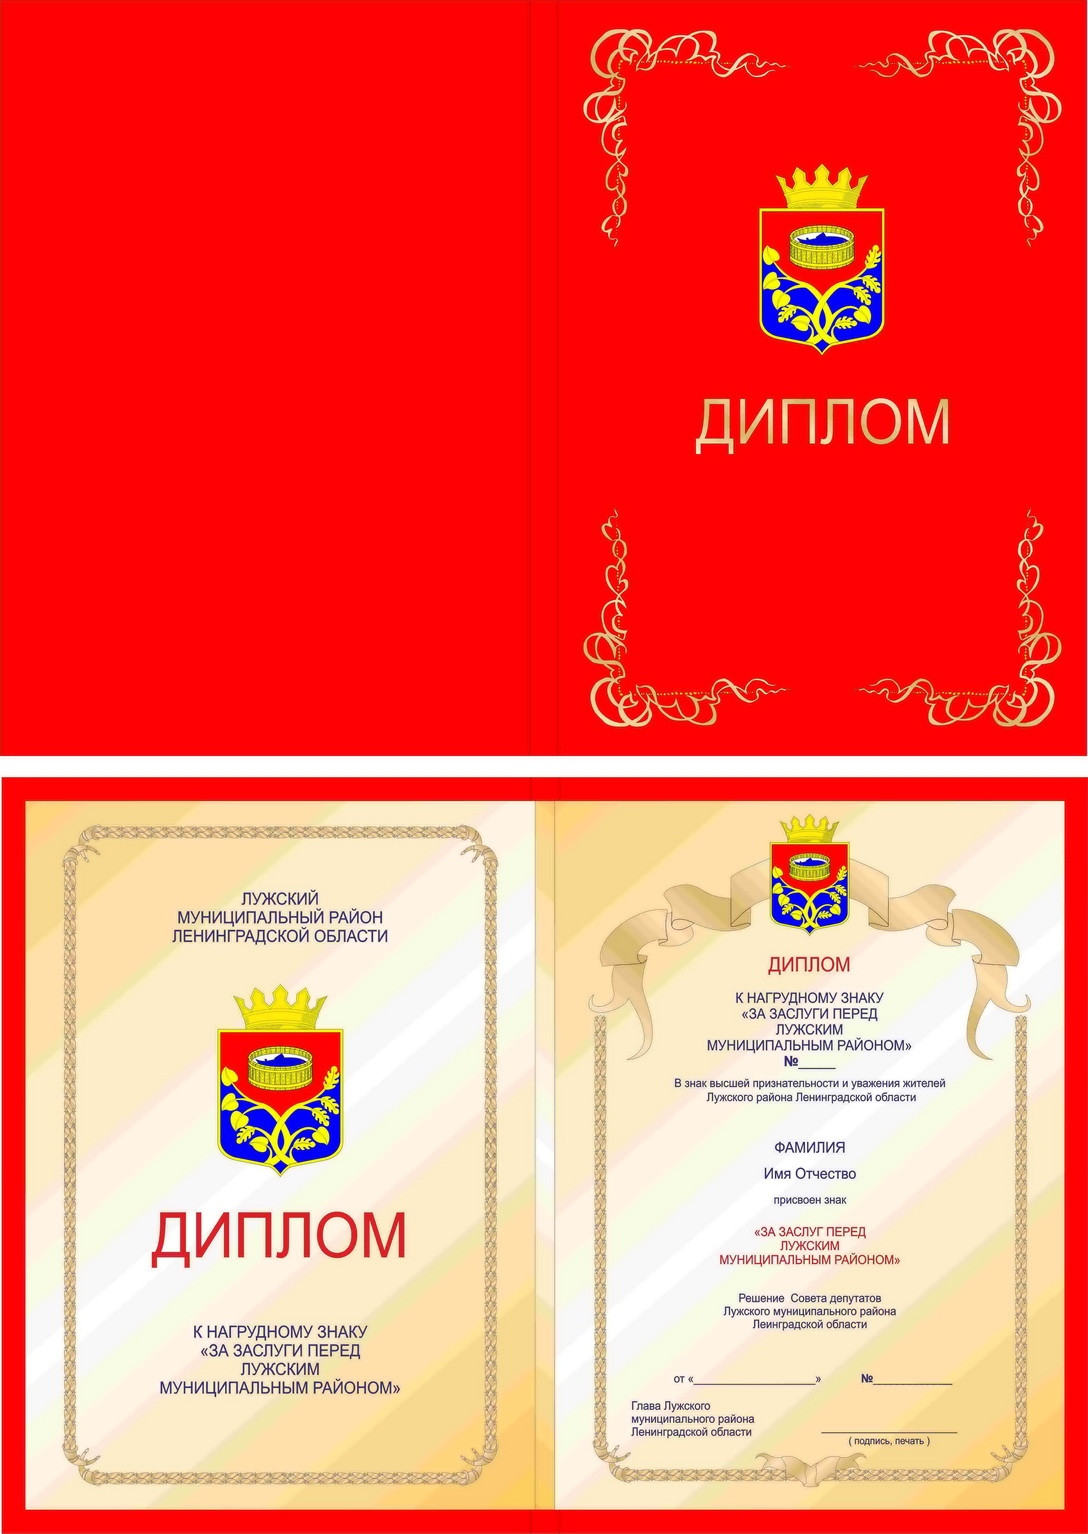 ДИПЛОМ
ЛУЖСКИЙ
МУНИЦИПАЛЬНЫЙ РАЙОН
ЛЕНИНГРАДСКОЙ ОБЛАСТИ
ДИПЛОМ
К НАГРУДНОМУ ЗНАКУ
«ЗА ЗАСЛУГИ ПЕРЕД
ЛУЖСКИМ
МУНИЦИПАЛЬНЫМ РАЙОНОМ»
ДИПЛОМ
К НАГРУДНОМУ ЗНАКУ
«ЗА ЗАСЛУГИ ПЕРЕД
ЛУЖСКИМ
МУНИЦИПАЛЬНЫМ РАЙОНОМ»
№_____
В знак высшей признательности и уважения жителей
Лужского района Ленинградской области
ФАМИЛИЯ
Имя Отчество
присвоен знак
«ЗА ЗАСЛУГ ПЕРЕД
ЛУЖСКИМ
МУНИЦИПАЛЬНЫМ РАЙОНОМ»
Решение Совета депутатов
Лужского муниципального района
Леинградской области
от «____________________» №_____________
Глава Лужского
муниципального района
Ленинградской области
( подпись, печать )